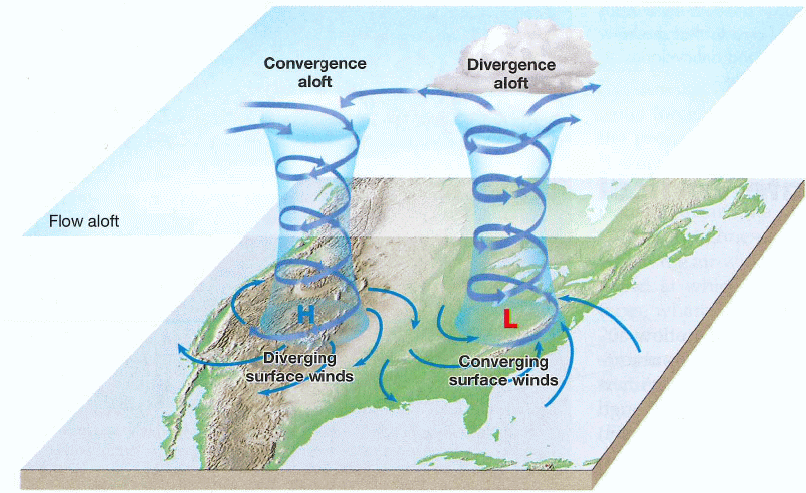 Convergence
aloft
Divergence
aloft
Flow aloft
H
L
Diverging
surface winds
Converging
surface winds